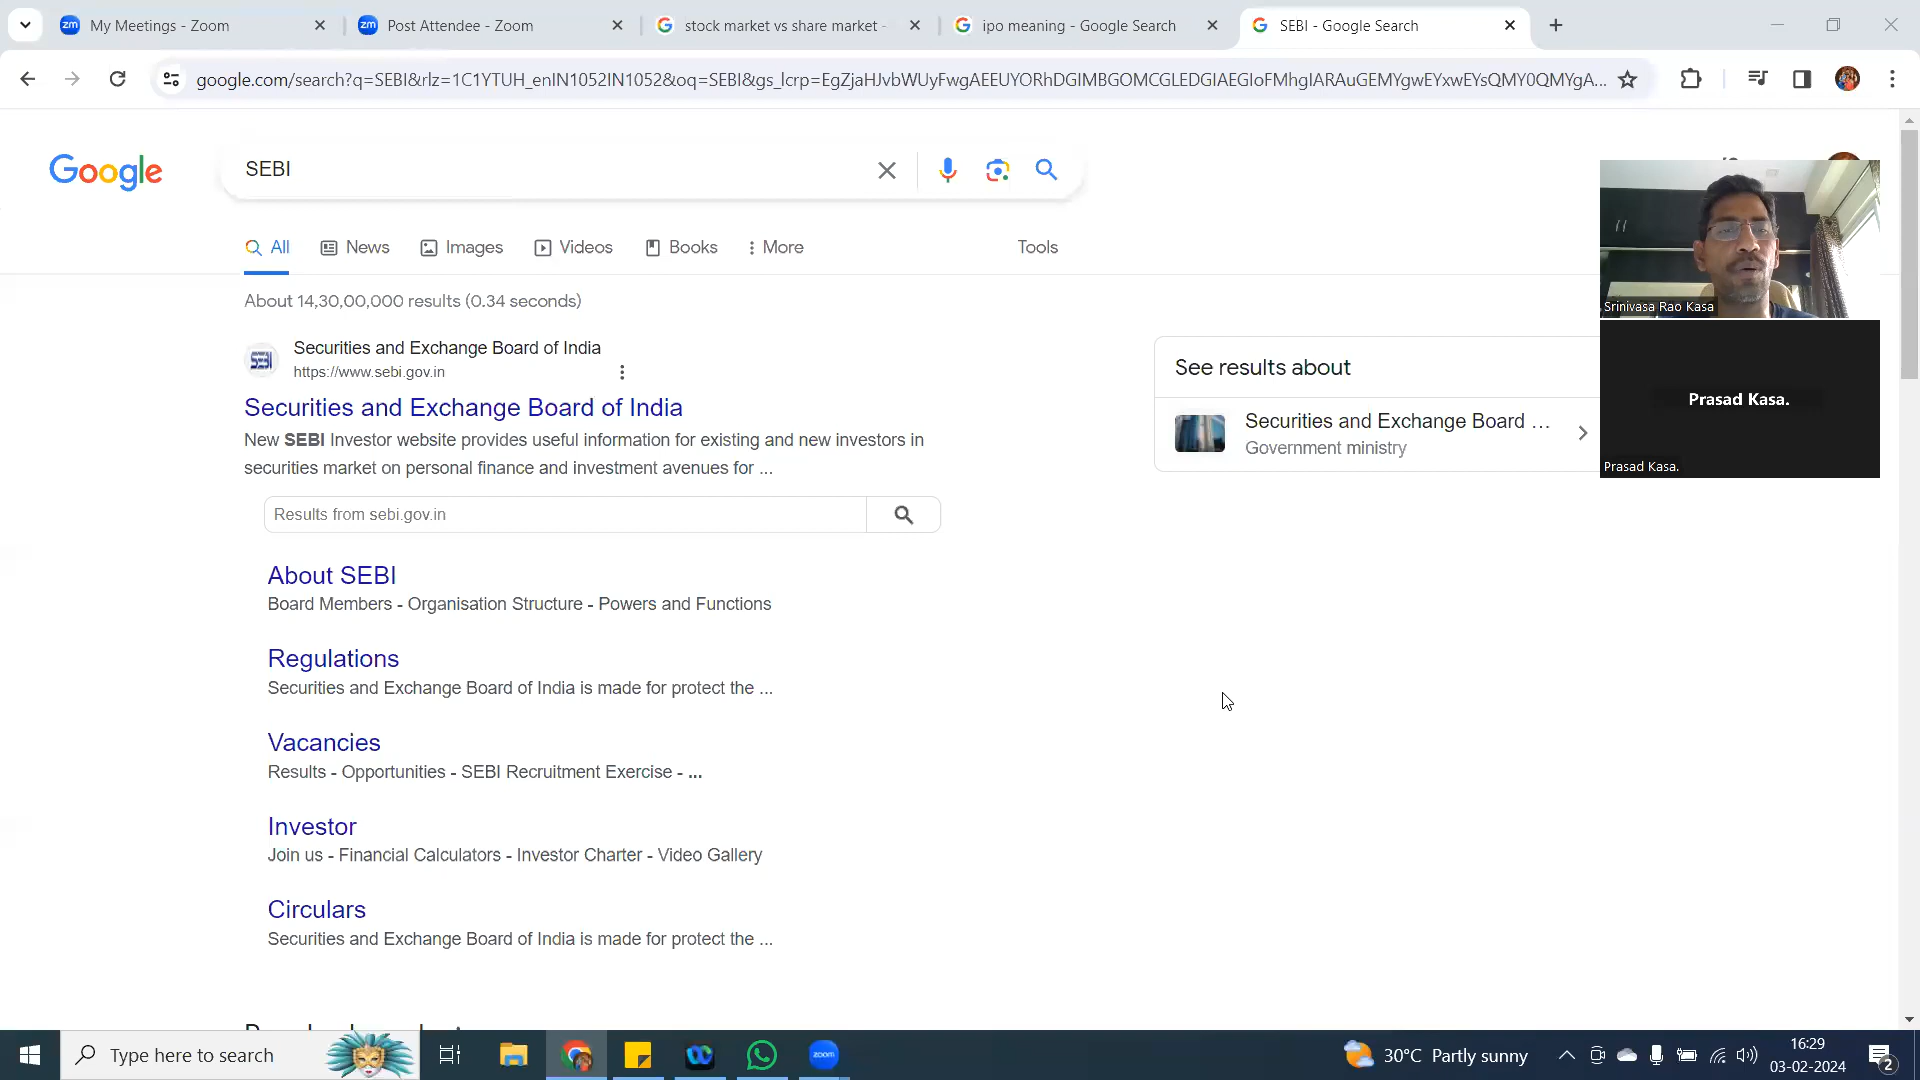 My Meetings - Zoom
Post Attendee - Zoom
stock market vs share market -
ipo meaning - Google Search
SEBI - Google Search
google.com/search?q=SEBI&rlz=1C1YTUH_enIN1052IN1052&oq=SEBI&gs_lcrp=EgZjaHJvbWUyFwgAEEUYORhDGIMBGOMCGLEDGIAEGIoFMhgIARAuGEMYgwEYxwEYsQMY0QMYgA...
Google
SEBI
All
News
Images
Videos
Books
More
Tools
About 14,30,00,000 results (0.34 seconds)
Securities and Exchange Board of India
https://www.sebi.gov.in
Securities and Exchange Board of India
New SEBI Investor website provides useful information for existing and new investors in
securities market on personal finance and investment avenues for ...
Results from sebi.gov.in
About SEBI
Board Members - Organisation Structure - Powers and Functions
Regulations
Securities and Exchange Board of India is made for protect the ...
Vacancies
Results - Opportunities - SEBI Recruitment Exercise - ...
Investor
Join us - Financial Calculators - Investor Charter - Video Gallery
Circulars
Securities and Exchange Board of India is made for protect the ...
See results about
Securities and Exchange Board ...
Government ministry
Srinivasa Rao Kasa
Prasad Kasa.
Prasad Kasa.
Type here to search
zoom
30°C Partly sunny
16:29
03-02-2024
2